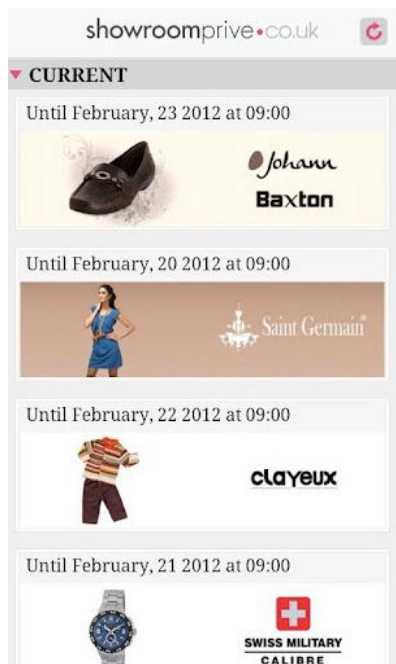 showroomprive•co.uk
CURRENT
Until February, 23 2012 at 09:00
Johann
Baxton
Until February, 20 2012 at 09:00
Saint Germain®
Until February, 22 2012 at 09:00
clayeux
Until February, 21 2012 at 09:00
SWISS MILITARY
CALIBRE